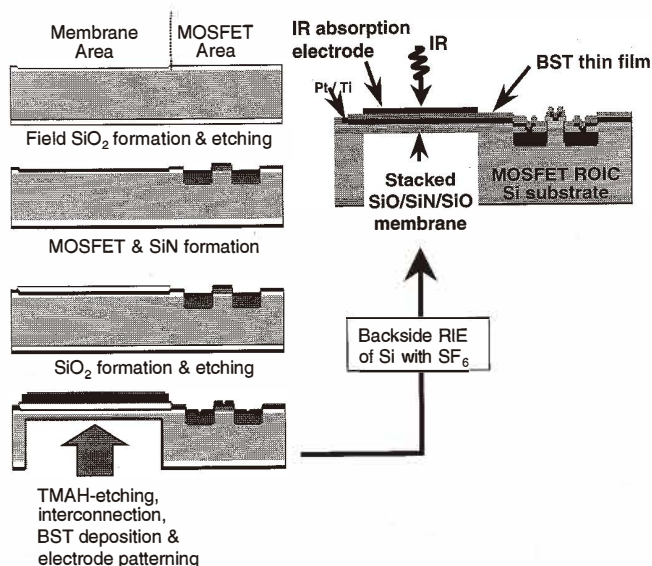 Membrane
Area
MOSFET
Area
Field SiO2 formation & etching
MOSFET & SiN formation
SiO2 formation & etching
TMAH-etching,
interconnection,
BST deposition &
electrode patterning
IR absorption
electrode
IR
BST thin film
Pt / Ti
Stacked
SiO/SiN/SiO
membrane
MOSFET ROIC
Si substrate
Backside RIE
of Si with SF6